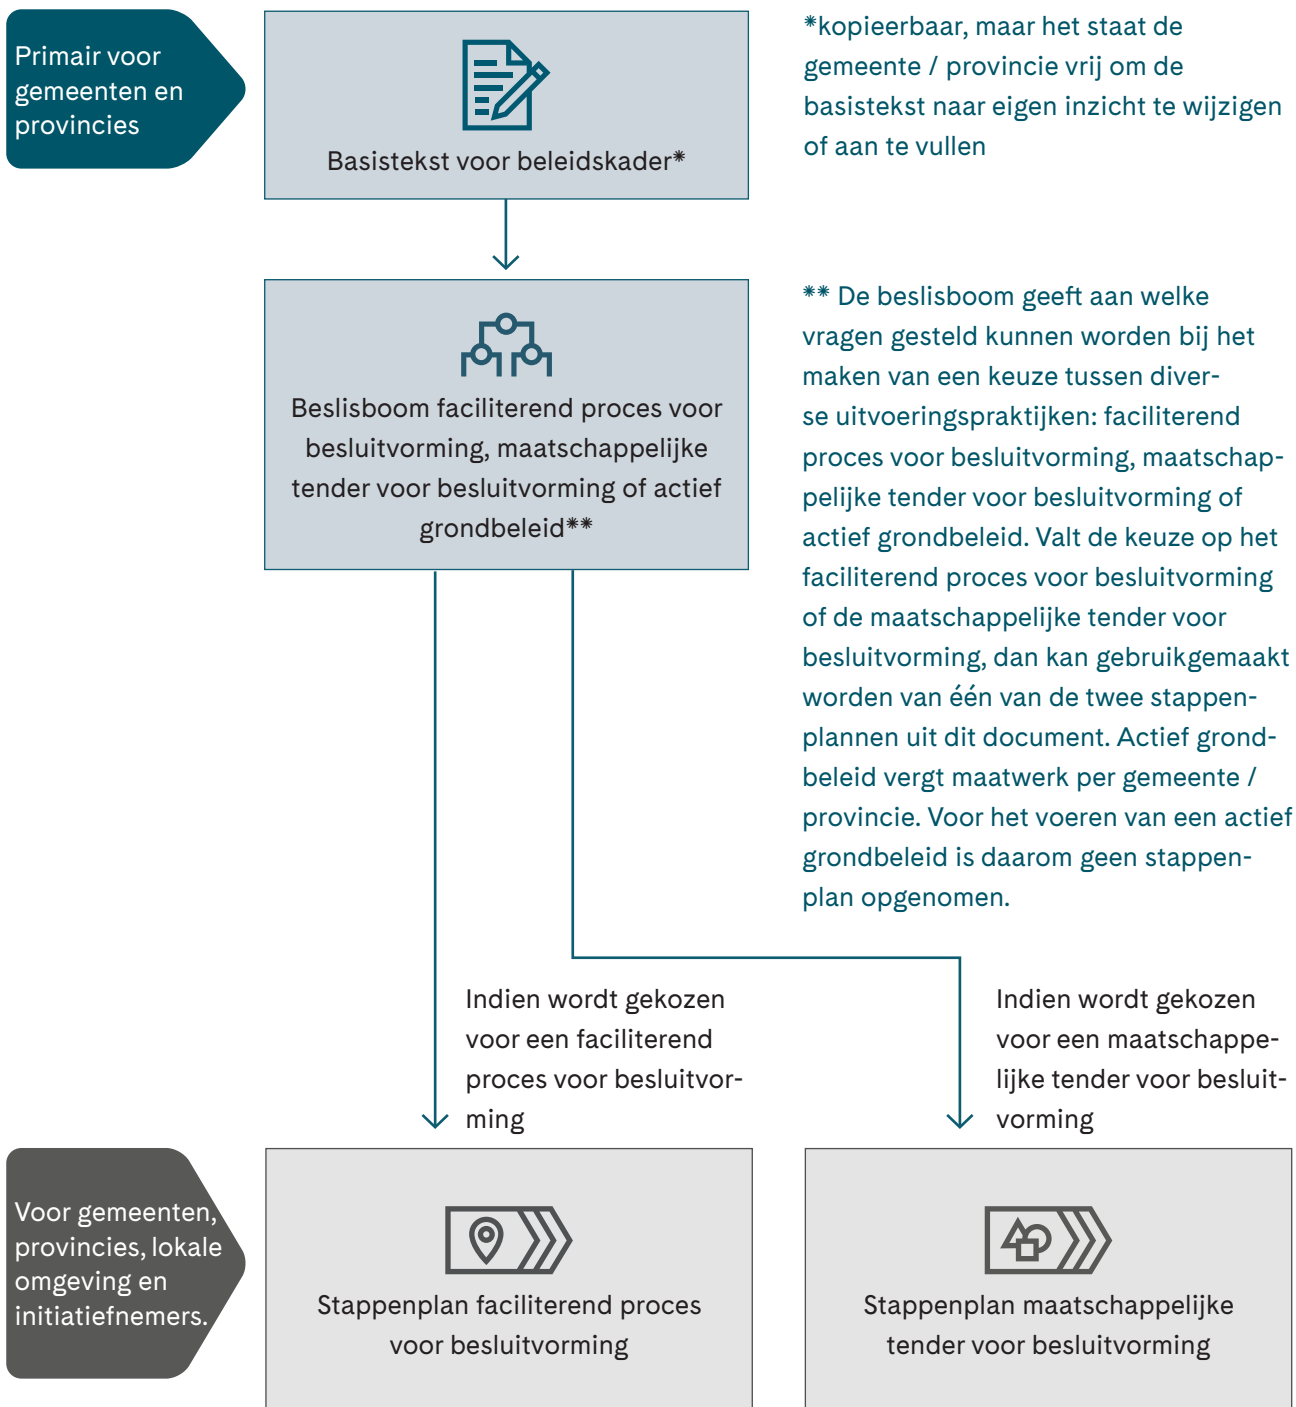 Primair voor
gemeenten en
provincies
Basistekst voor beleidskader*
*kopieerbaar, maar het staat de
gemeente / provincie vrij om de
basistekst naar eigen inzicht te wijzigen
of aan te vullen
Beslisboom faciliterend proces voor
besluitvorming, maatschappelijke
tender voor besluitvorming of actief
grondbeleid**
** De beslisboom geeft aan welke
vragen gesteld kunnen worden bij het
maken van een keuze tussen diver-
se uitvoeringspraktijken: faciliterend
proces voor besluitvorming, maatschap-
pelijke tender voor besluitvorming of
actief grondbeleid. Valt de keuze op het
faciliterend proces voor besluitvorming
of de maatschappelijke tender voor
besluitvorming, dan kan gebruikgemaakt
worden van één van de twee stappen-
plannen uit dit document. Actief grond-
beleid vergt maatwerk per gemeente /
provincie. Voor het voeren van een actief
grondbeleid is daarom geen stappen-
plan opgenomen.
Indien wordt gekozen
voor een faciliterend
proces voor besluitvor-
ming
Indien wordt gekozen
voor een maatschappe-
lijke tender voor besluit-
vorming
Voor gemeenten,
provincies, lokale
omgeving en
initiatiefnemers.
Stappenplan faciliterend proces
voor besluitvorming
Stappenplan maatschappelijke
tender voor besluitvorming